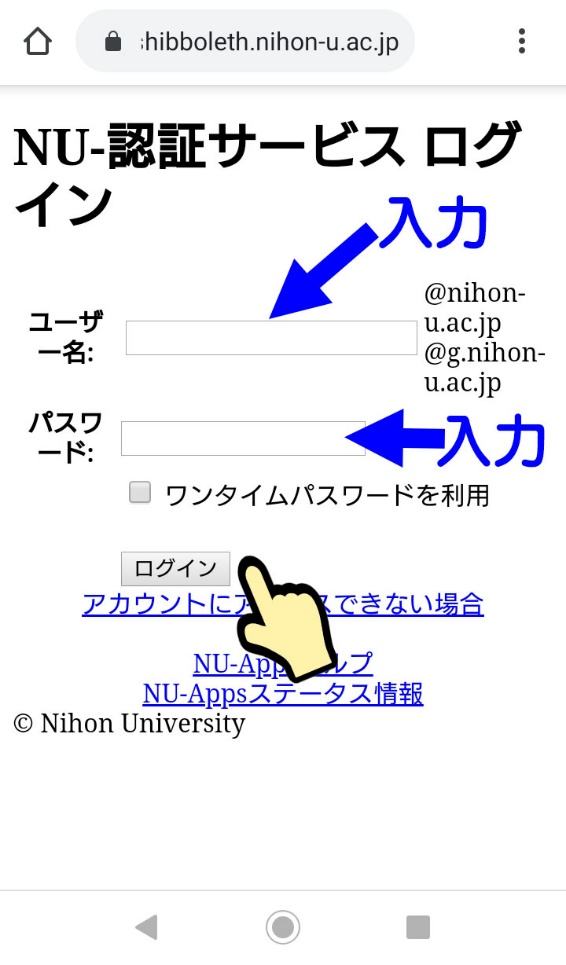 hibboleth.nihon-u.ac.jp
NU-認証サービス ログ
イン
入力
ユーザ
ー名:
@nihon-
u.ac.jp
@g.nihon-
u.ac.jp
パスワ
ード:
入力
ワンタイムパスワードを利用
ログイン
アカウントにア スできない場合
NU-App ルプ
NU-Appsステータス情報
© Nihon University